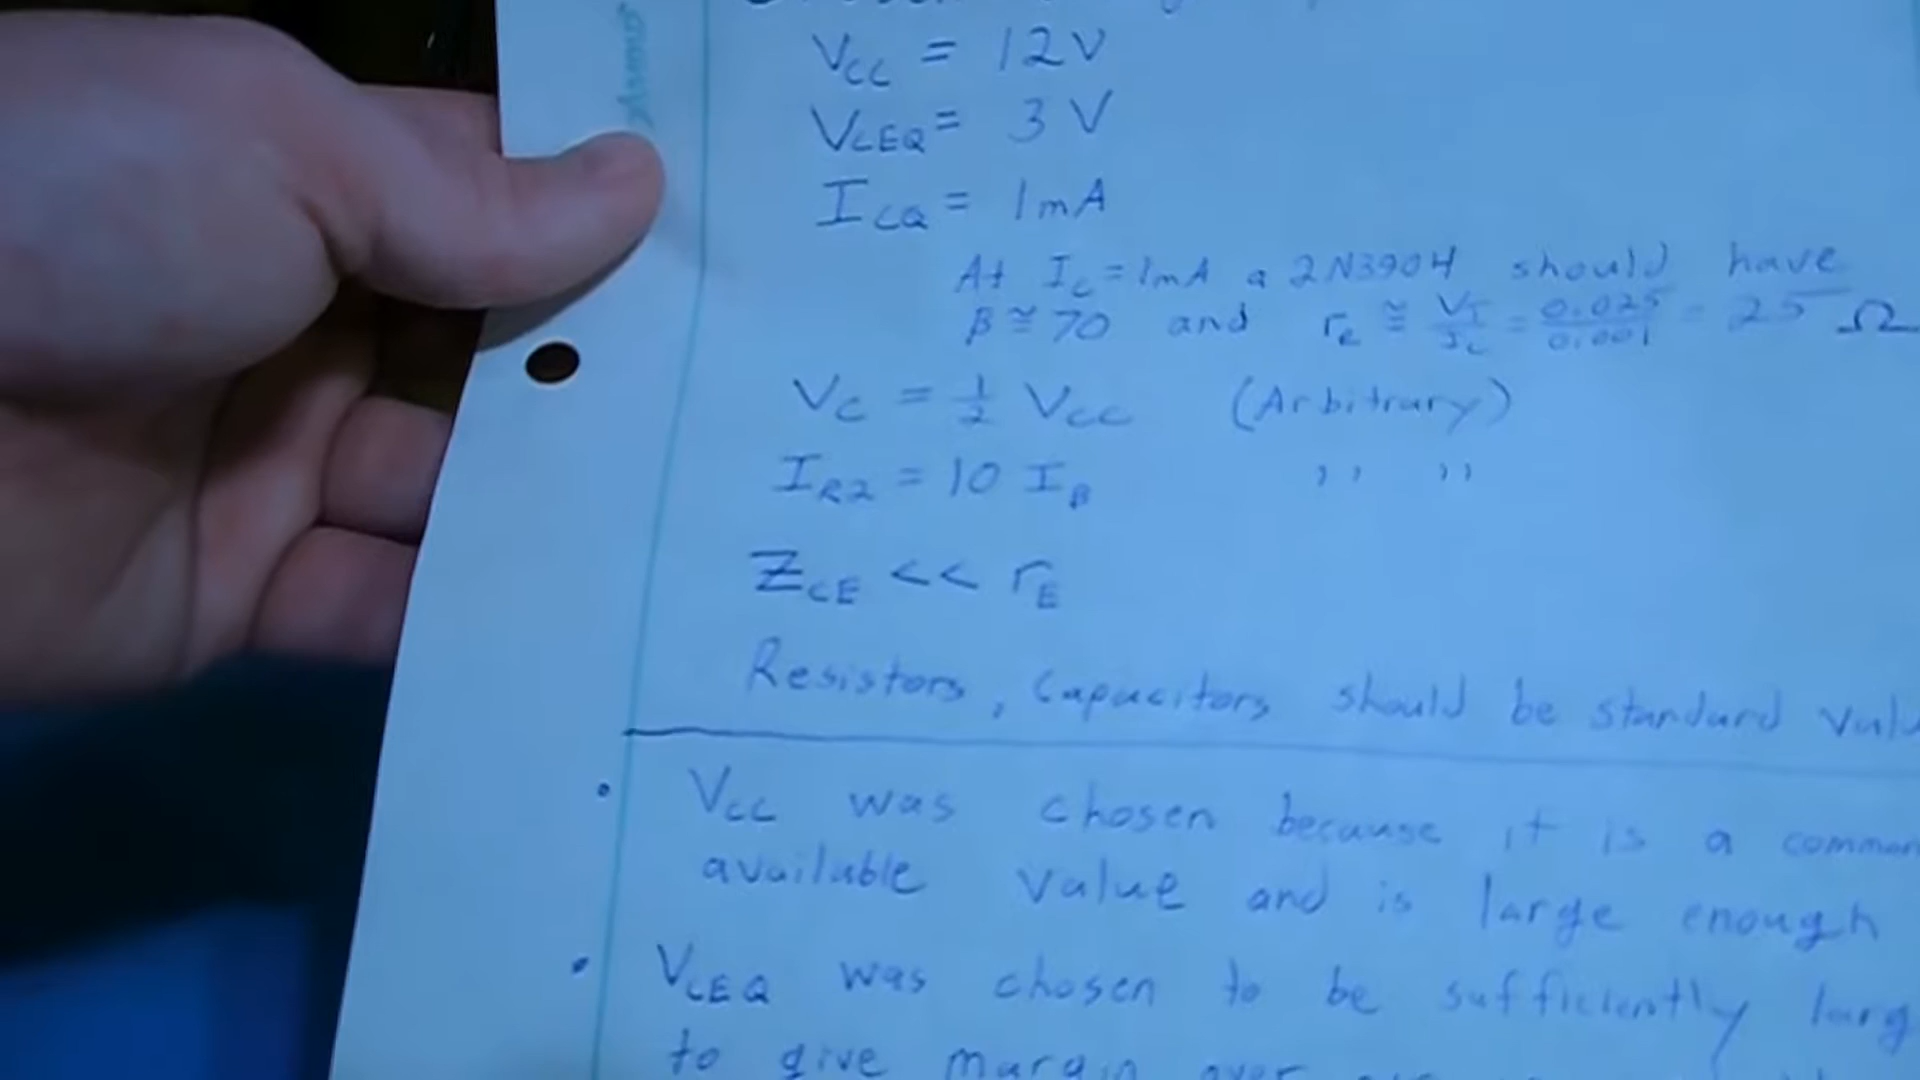 Vcc = 12V
VCEQ = 3 V
ICQ = 1mA
At Ic = 1mA a 2N3904 should have
β ≅ 70 and re ≅ VT/Ic = 0.025/0.001 = 25 Ω
Vc = 1/2 Vcc (Arbitrary)
IR2 = 10 IB ,, ,,
ZCE << rE
Resistors, Capacitors should be standard
• Vcc was chosen because it is a
available value and is large enough
• VCEQ was chosen to be sufficiently
to give margin over